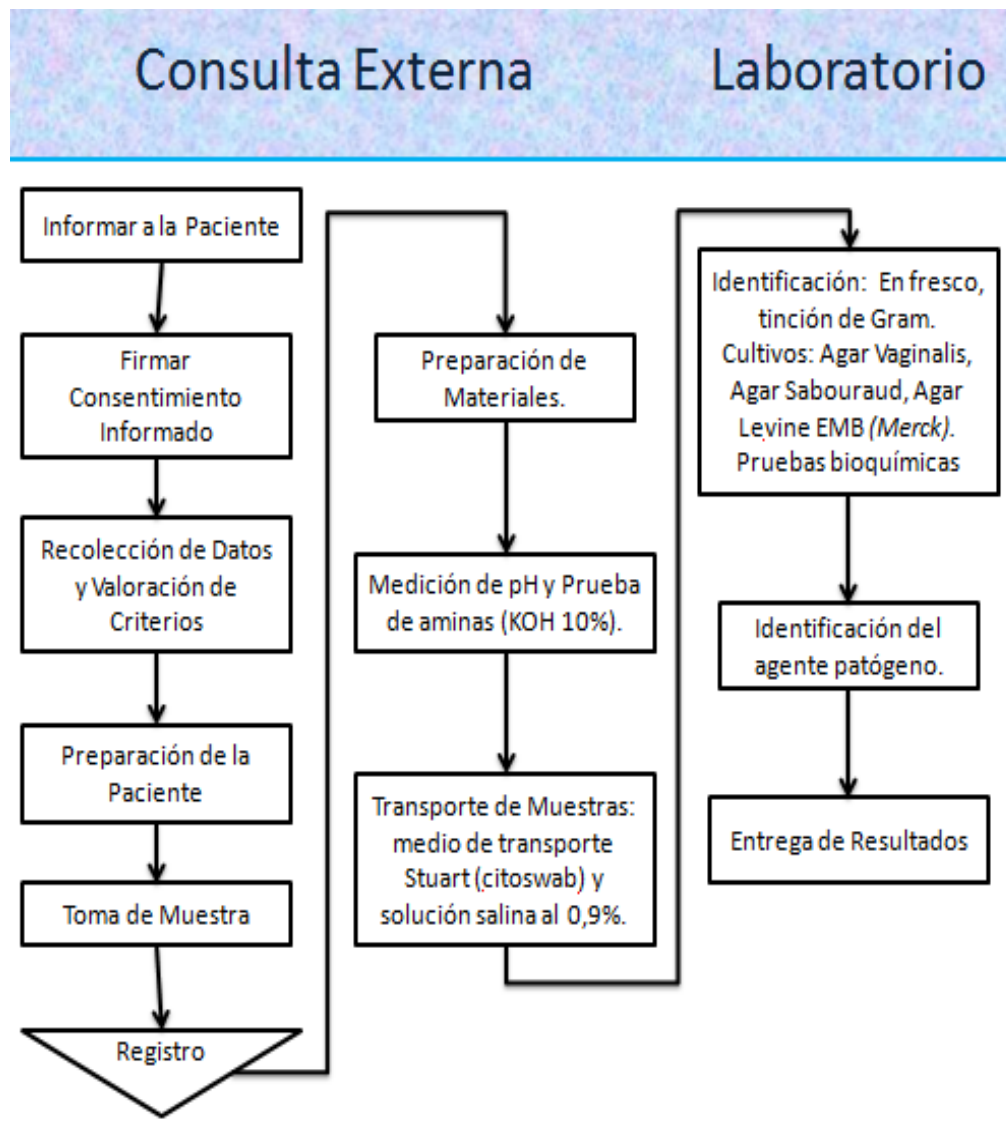 Consulta Externa
Laboratorio
Informar a la Paciente
Firmar
Consentimiento
Informado
Recolección de Datos
y Valoración de
Criterios
Preparación de la
Paciente
Toma de Muestra
Registro
Preparación de
Materiales.
Medición de pH y Prueba
de aminas (KOH 10%).
Transporte de Muestras:
medio de transporte
Stuart (citoswab) y
solución salina al 0,9%.
Identificación: En fresco,
tinción de Gram.
Cultivos: Agar Vaginalis,
Agar Sabouraud, Agar
Levine EMB (Merck).
Pruebas bioquímicas
Identificación del
agente patógeno.
Entrega de Resultados